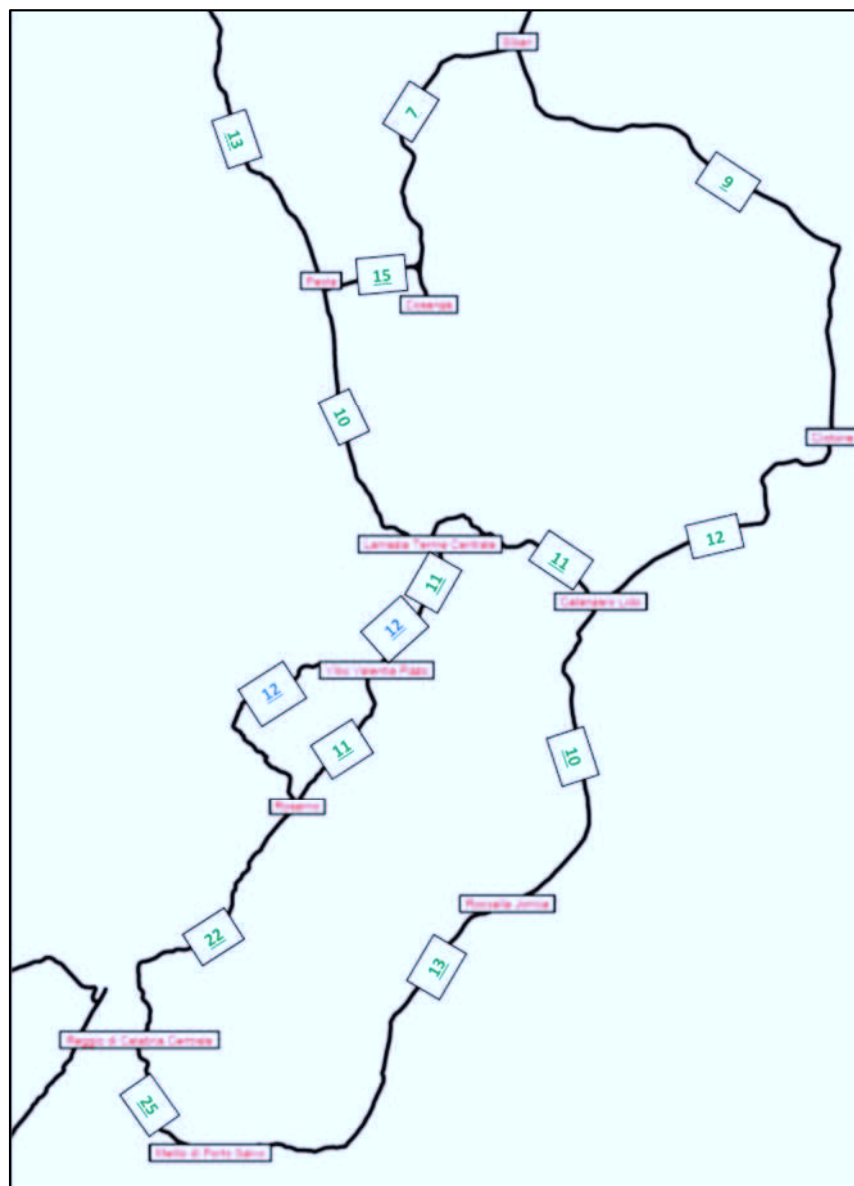 Sibari
7
13
9
Paola
15
Cosenza
10
Crotone
Lamezia Terme Centrale
12
11
11
Catanzaro Lido
12
Vibo Valentia Pizzo
12
11
10
Rosarno
Roccella Jonica
22
13
Reggio di Calabria Centrale
25
Melito di Porto Salvo